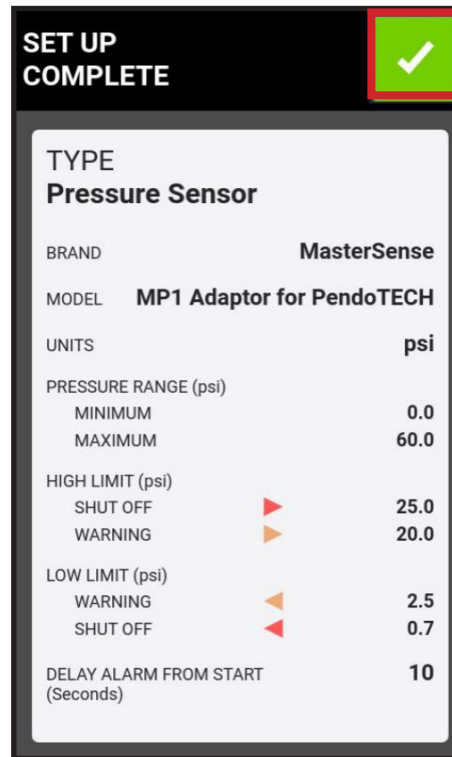 SET UP
COMPLETE
TYPE
Pressure Sensor
BRAND MasterSense
MODEL MP1 Adaptor for PendoTECH
UNITS psi
PRESSURE RANGE (psi)
MINIMUM 0.0
MAXIMUM 60.0
HIGH LIMIT (psi)
SHUT OFF 25.0
WARNING 20.0
LOW LIMIT (psi)
WARNING 2.5
SHUT OFF 0.7
DELAY ALARM FROM START 10
(Seconds)